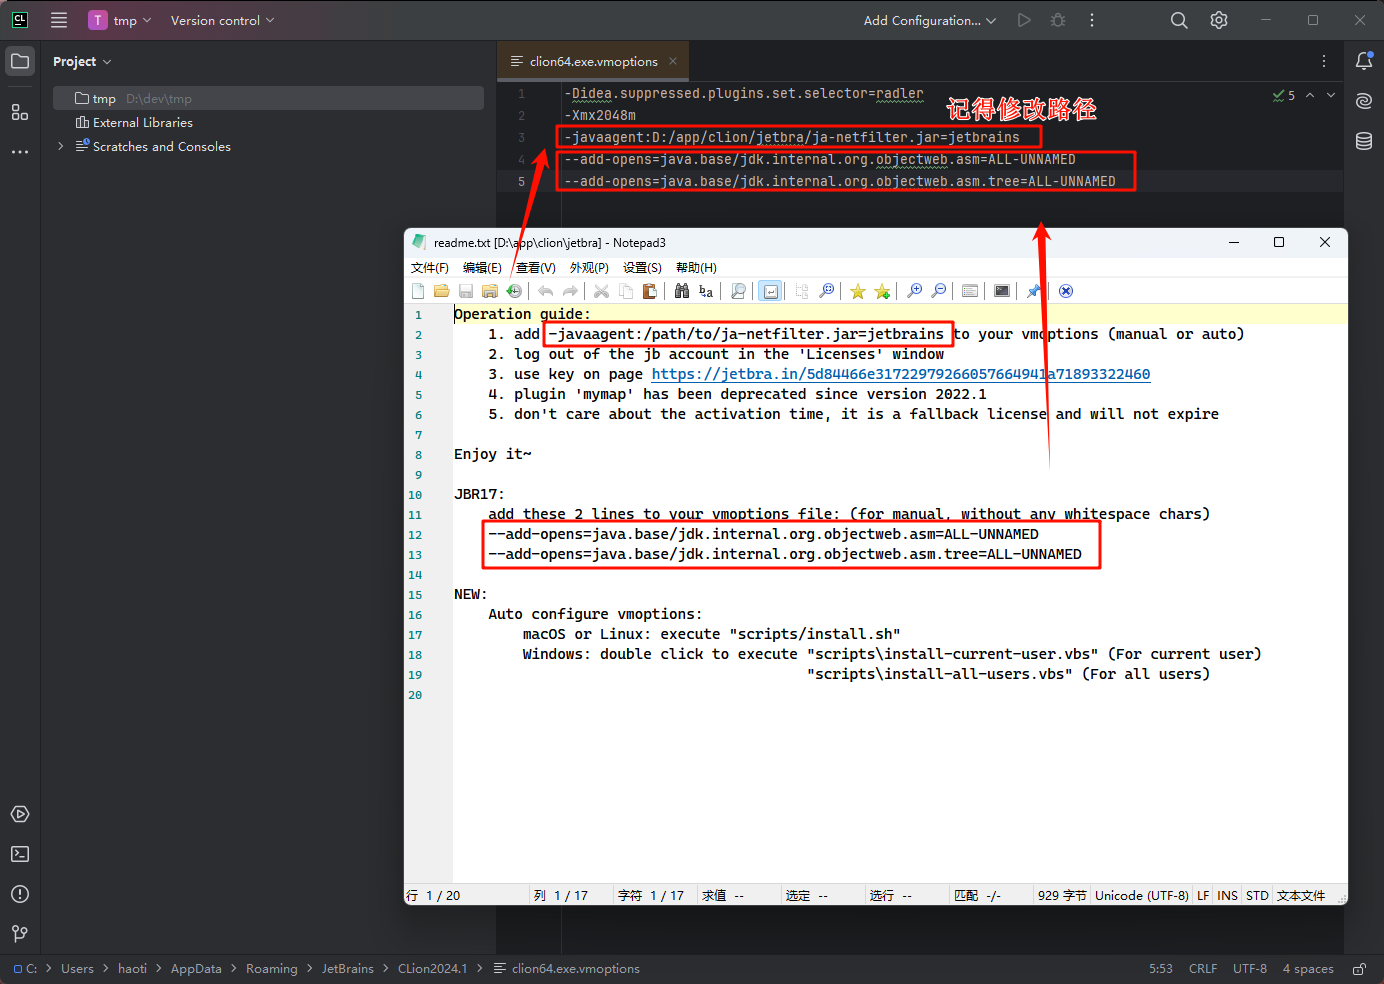 CL
T tmp Version control
Add Configuration...
Project
tmp D:\dev\tmp
External Libraries
Scratches and Consoles
clion64.exe.vmoptions
1 -Didea.suppressed.plugins.set.selector=radler
2 -Xmx2048m
3 -javaagent:D:/app/clion/jetbra/ja-netfilter.jar=jetbrains
4 --add-opens=java.base/jdk.internal.org.objectweb.asm=ALL-UNNAMED
5 --add-opens=java.base/jdk.internal.org.objectweb.asm.tree=ALL-UNNAMED
记得修改路径
5
readme.txt [D:\app\clion\jetbra] - Notepad3
文件(F) 编辑(E) 查看(V) 外观(P) 设置(S) 帮助(H)
1 Operation guide:
2 1. add -javaagent:/path/to/ja-netfilter.jar=jetbrains to your vmoptions (manual or auto)
3 2. log out of the jb account in the 'Licenses' window
4 3. use key on page https://jetbra.in/5d84466e31722979266057664941a71893322460
5 4. plugin 'mymap' has been deprecated since version 2022.1
6 5. don't care about the activation time, it is a fallback license and will not expire
7
8 Enjoy it~
9
10 JBR17:
11 add these 2 lines to your vmoptions file: (for manual, without any whitespace chars)
12 --add-opens=java.base/jdk.internal.org.objectweb.asm=ALL-UNNAMED
13 --add-opens=java.base/jdk.internal.org.objectweb.asm.tree=ALL-UNNAMED
14
15 NEW:
16 Auto configure vmoptions:
17 macOS or Linux: execute "scripts/install.sh"
18 Windows: double click to execute "scripts\install-current-user.vbs" (For current user)
19 "scripts\install-all-users.vbs" (For all users)
20
行 1 / 20 列 1 / 17 字符 1 / 17 求值 -- 选定 -- 选行 -- 匹配 -/- 929 字节 Unicode (UTF-8) LF INS STD 文本文件
C: > Users > haoti > AppData > Roaming > JetBrains > CLion2024.1 > clion64.exe.vmoptions
5:53 CRLF UTF-8 4 spaces